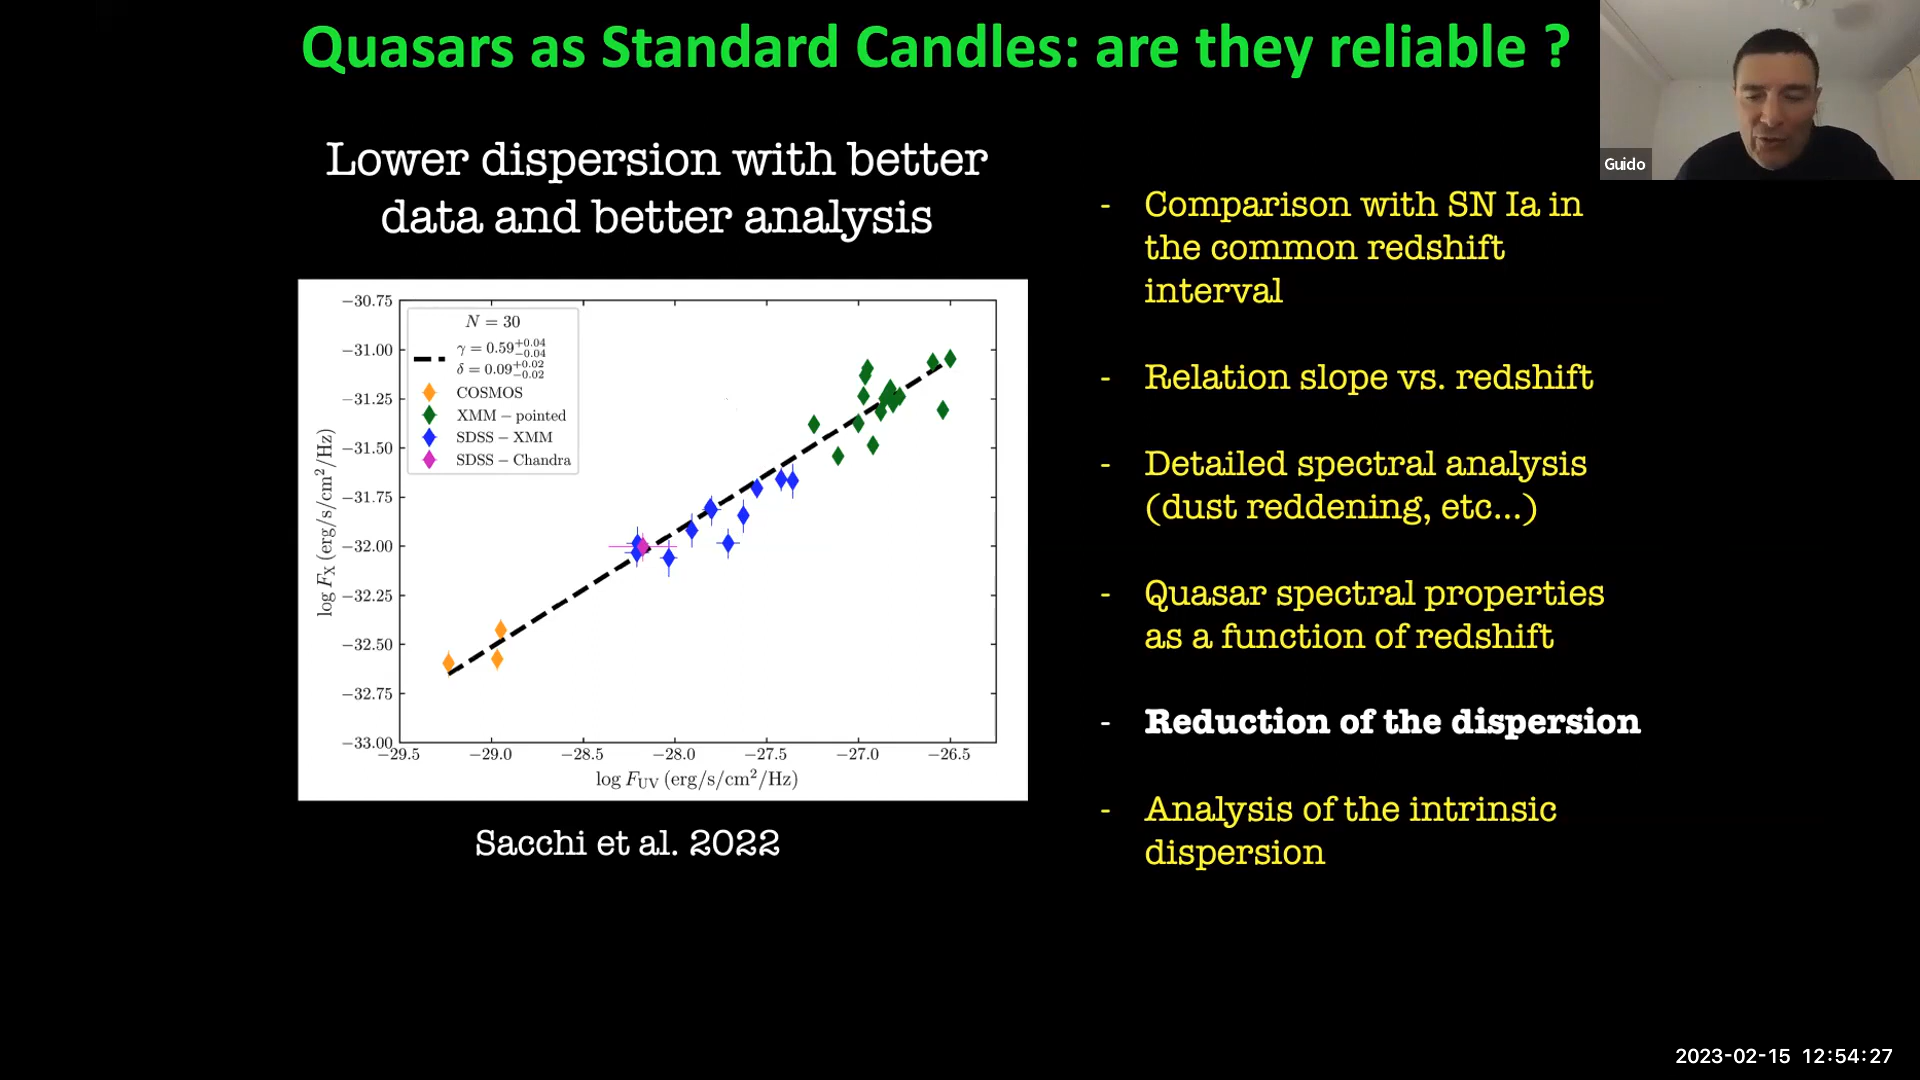 Quasars as Standard Candles: are they reliable ?
Guido
Lower dispersion with better
data and better analysis
−30.75
−31.00
−31.25
−31.50
−31.75
−32.00
−32.25
−32.50
−32.75
−33.00
log F_X (erg/s/cm²/Hz)
N = 30
γ = 0.59^{+0.04}_{−0.04}
δ = 0.09^{+0.02}_{−0.02}
COSMOS
XMM − pointed
SDSS − XMM
SDSS − Chandra
−29.5 −29.0 −28.5 −28.0 −27.5 −27.0 −26.5
log F_UV (erg/s/cm²/Hz)
Sacchi et al. 2022
- Comparison with SN Ia in
the common redshift
interval
- Relation slope vs. redshift
- Detailed spectral analysis
(dust reddening, etc...)
- Quasar spectral properties
as a function of redshift
- Reduction of the dispersion
- Analysis of the intrinsic
dispersion
2023-02-15 12:54:27